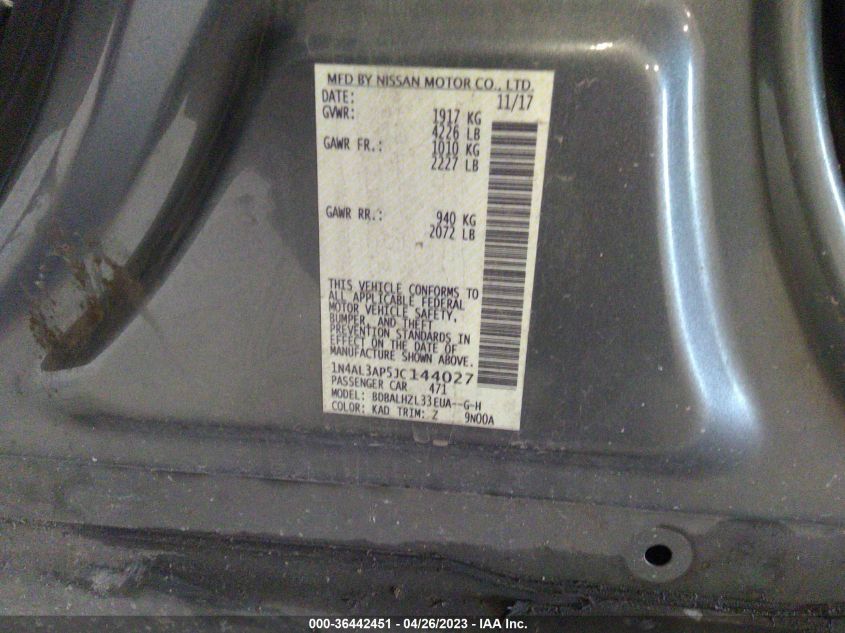 MFD BY NISSAN MOTOR CO., LTD.
DATE: 11/17
GVWR: 1917 KG
4226 LB
GAWR FR.: 1010 KG
2227 LB
GAWR RR.: 940 KG
2072 LB
THIS VEHICLE CONFORMS TO
ALL APPLICABLE FEDERAL
MOTOR VEHICLE SAFETY,
BUMPER, AND THEFT
PREVENTION STANDARDS IN
EFFECT ON THE DATE OF
MANUFACTURE SHOWN ABOVE.
1N4AL3AP5JC144027
PASSENGER CAR 471
MODEL: BDBALHZL33EUA--G-H
COLOR: KAD TRIM: Z 9N00A
000-36442451 - 04/26/2023 - IAA Inc.